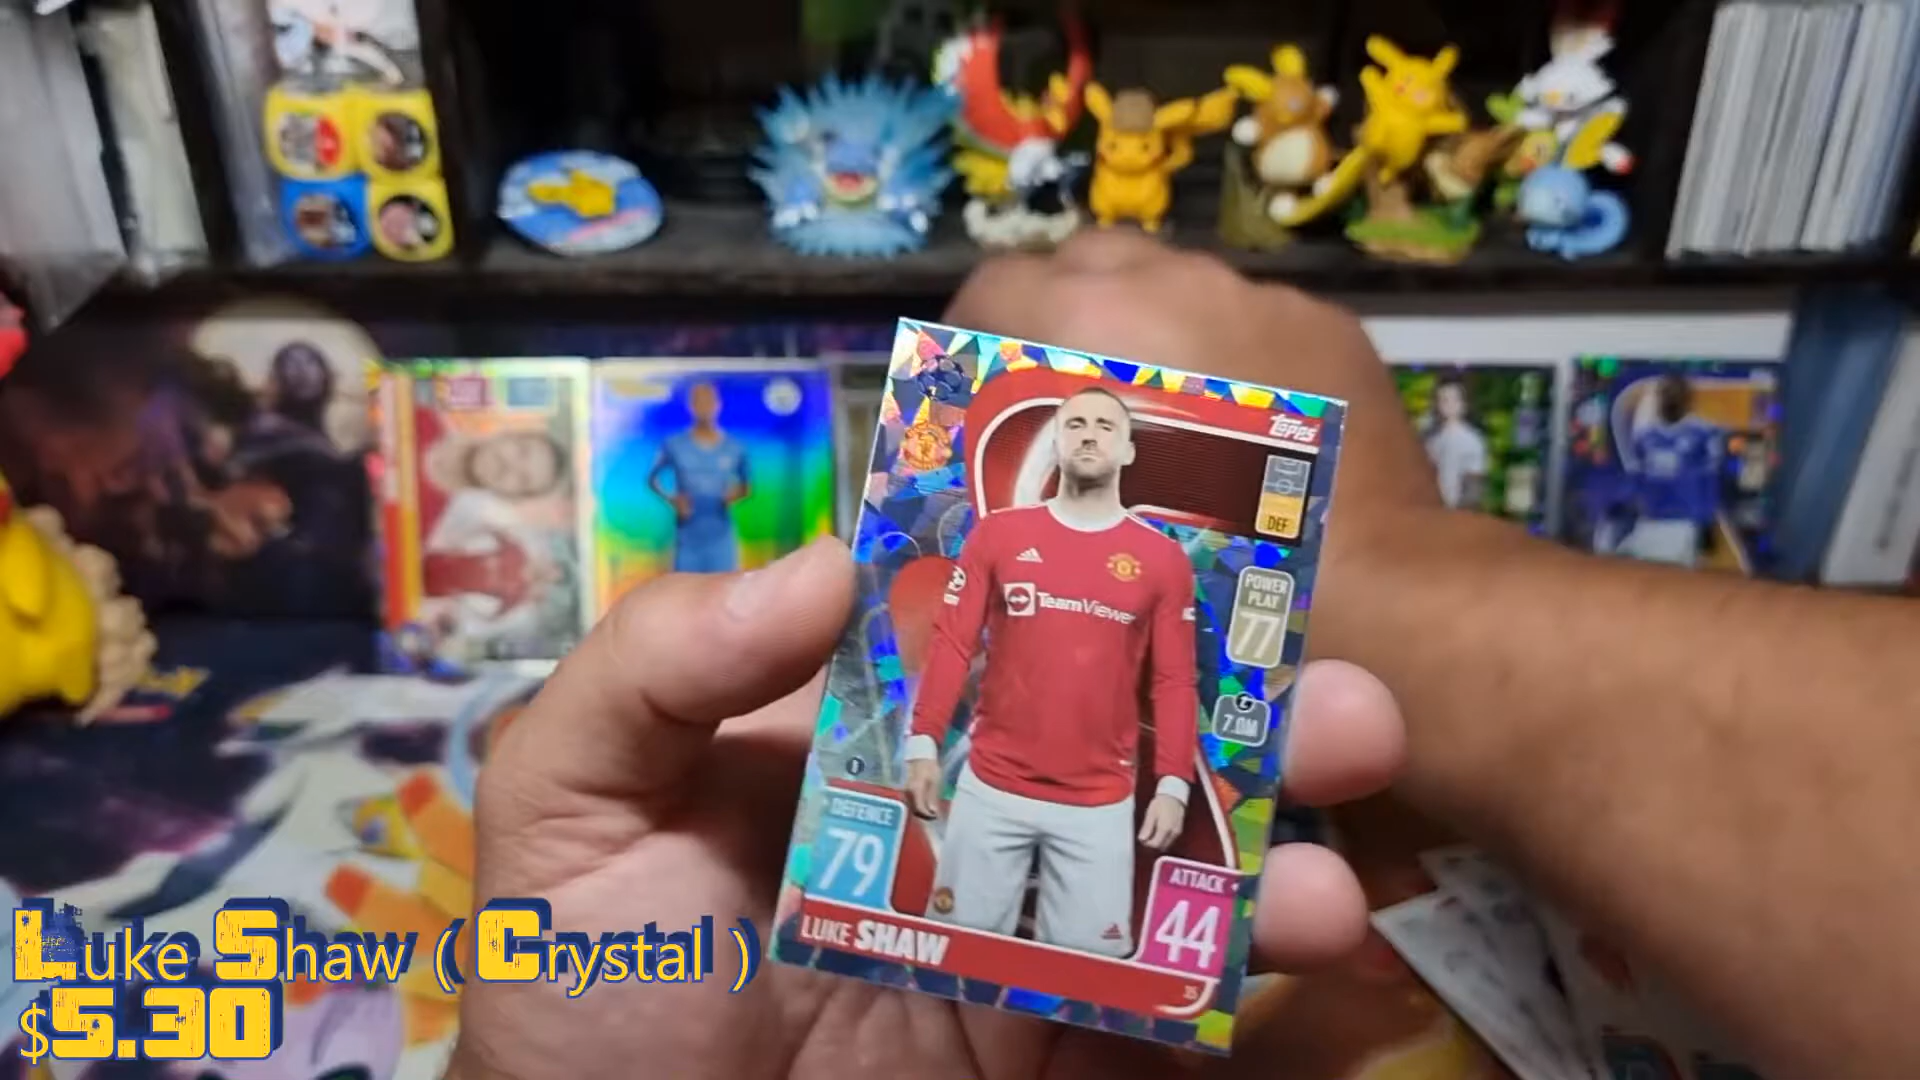 Topps
DEF
POWER
PLAY
77
TeamViewer
7.0M
DEFENCE
79
ATTACK
44
LUKE SHAW
35
Luke Shaw ( Crystal )
$5.30